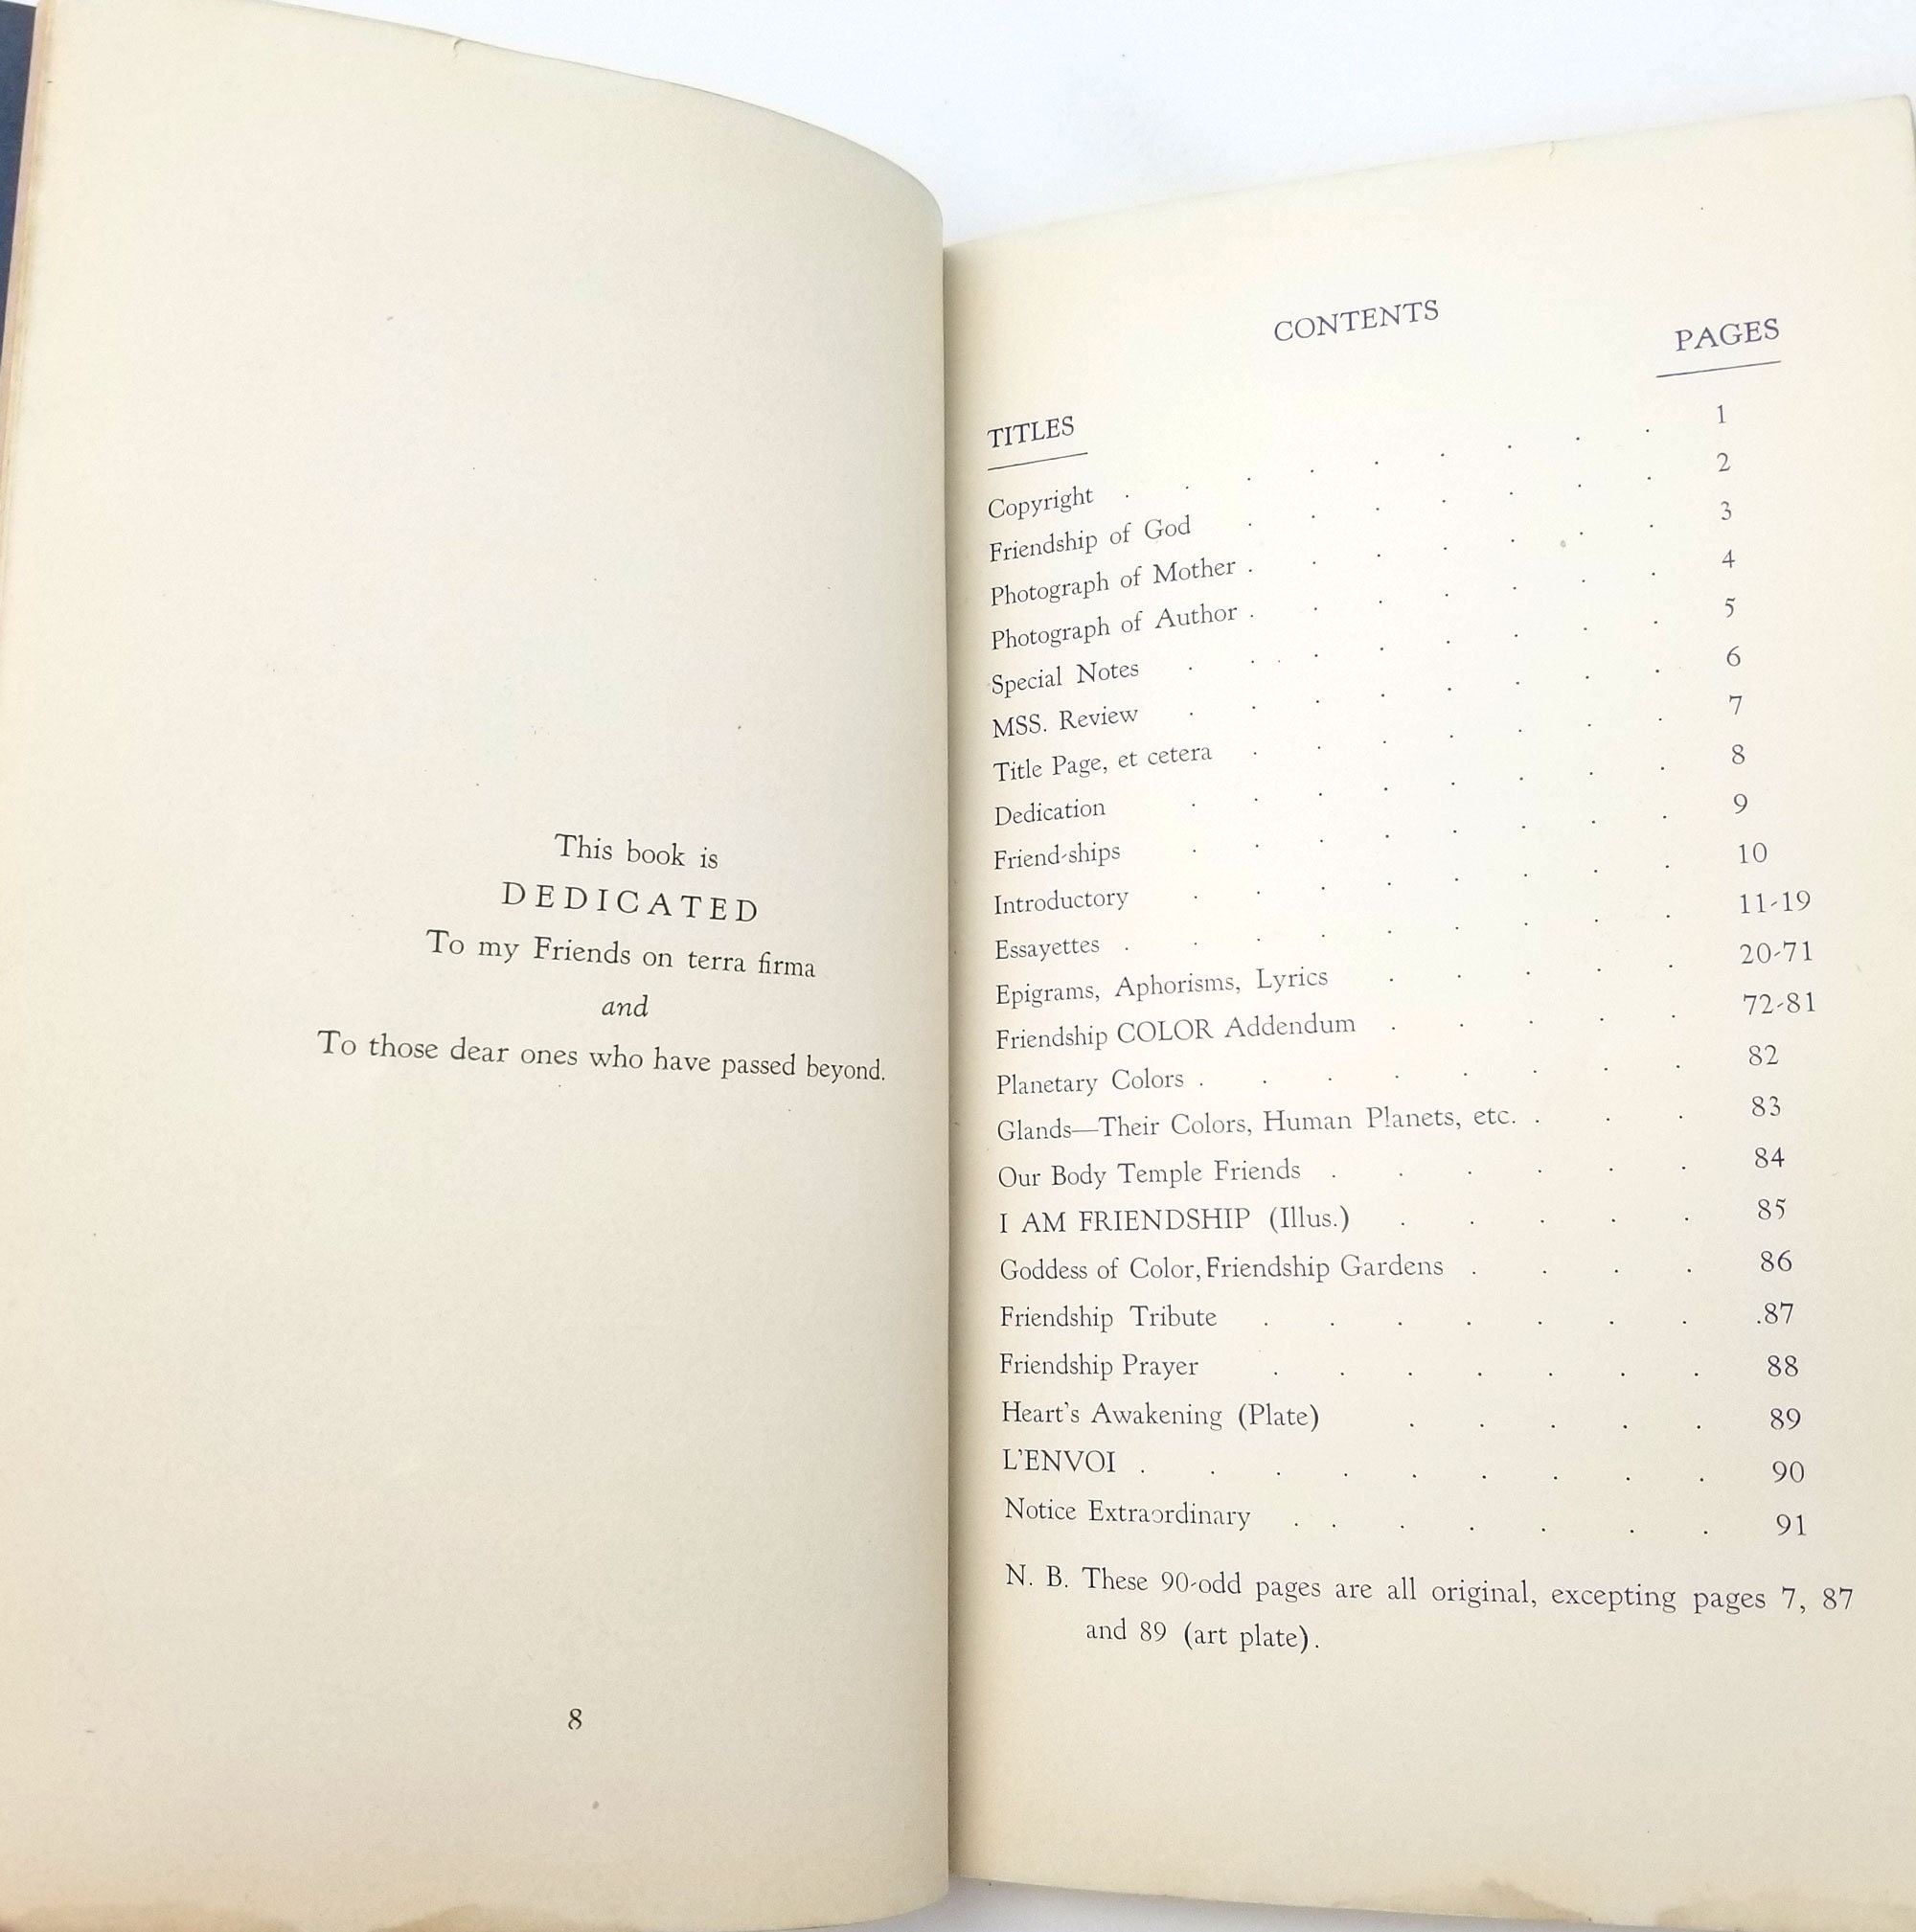 This book is
DEDICATED
To my Friends on terra firma
and
To those dear ones who have passed beyond.
8
CONTENTS
PAGES
TITLES
Copyright . . . . . . . . . 1
Friendship of God . . . . . . . 2
Photograph of Mother . . . . . . . 3
Photograph of Author . . . . . . . 4
Special Notes . . . . . . . . 5
MSS. Review . . . . . . . . 6
Title Page, et cetera . . . . . . . 7
Dedication . . . . . . . . 8
Friend-ships . . . . . . . . 9
Introductory . . . . . . . . 10
Essayettes . . . . . . . . . 11-19
Epigrams, Aphorisms, Lyrics . . . . . 20-71
Friendship COLOR Addendum . . . . . 72-81
Planetary Colors . . . . . . . . 82
Glands—Their Colors, Human Planets, etc. . . . 83
Our Body Temple Friends . . . . . . 84
I AM FRIENDSHIP (Illus.) . . . . . 85
Goddess of Color, Friendship Gardens . . . . 86
Friendship Tribute . . . . . . . .87
Friendship Prayer . . . . . . . 88
Heart's Awakening (Plate) . . . . . 89
L'ENVOI . . . . . . . . . 90
Notice Extraordinary . . . . . . . 91
N. B. These 90-odd pages are all original, excepting pages 7, 87
and 89 (art plate).